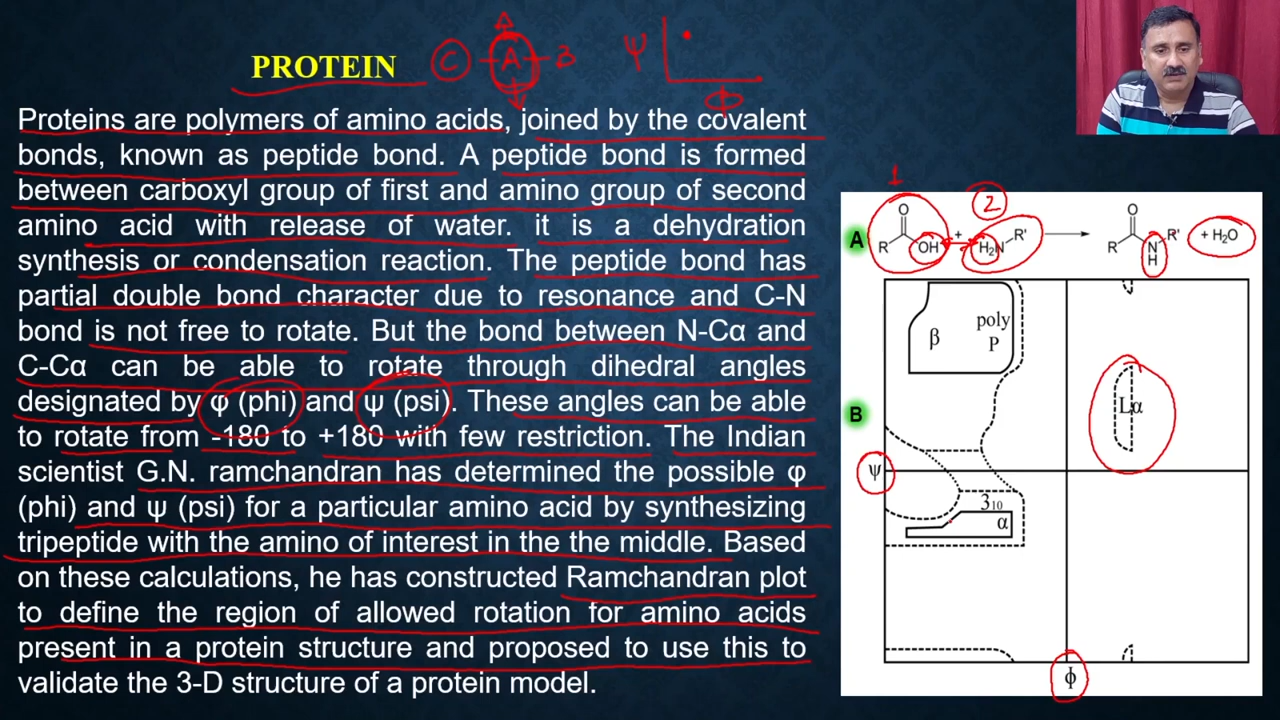 PROTEIN
C A B
ψ
Φ
Proteins are polymers of amino acids, joined by the covalent
bonds, known as peptide bond. A peptide bond is formed
between carboxyl group of first and amino group of second
amino acid with release of water. it is a dehydration
synthesis or condensation reaction. The peptide bond has
partial double bond character due to resonance and C-N
bond is not free to rotate. But the bond between N-Cα and
C-Cα can be able to rotate through dihedral angles
designated by φ (phi) and ψ (psi). These angles can be able
to rotate from -180 to +180 with few restriction. The Indian
scientist G.N. ramchandran has determined the possible φ
(phi) and ψ (psi) for a particular amino acid by synthesizing
tripeptide with the amino of interest in the the middle. Based
on these calculations, he has constructed Ramchandran plot
to define the region of allowed rotation for amino acids
present in a protein structure and proposed to use this to
validate the 3-D structure of a protein model.
1
2
A
O
R OH + H₂N R'
O
R N H R' + H₂O
B
β
poly
P
Lα
ψ
3₁₀
α
ϕ